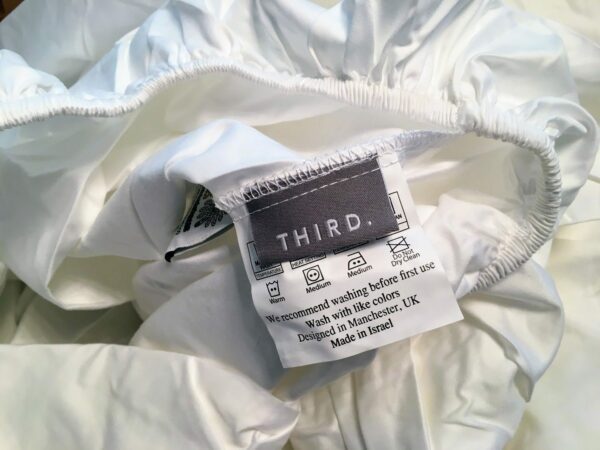 THIRD.
Warm
Medium
Medium
Do Not
Dry Clean
We recommend washing before first use
Wash with like colors
Designed in Manchester, UK
Made in Israel